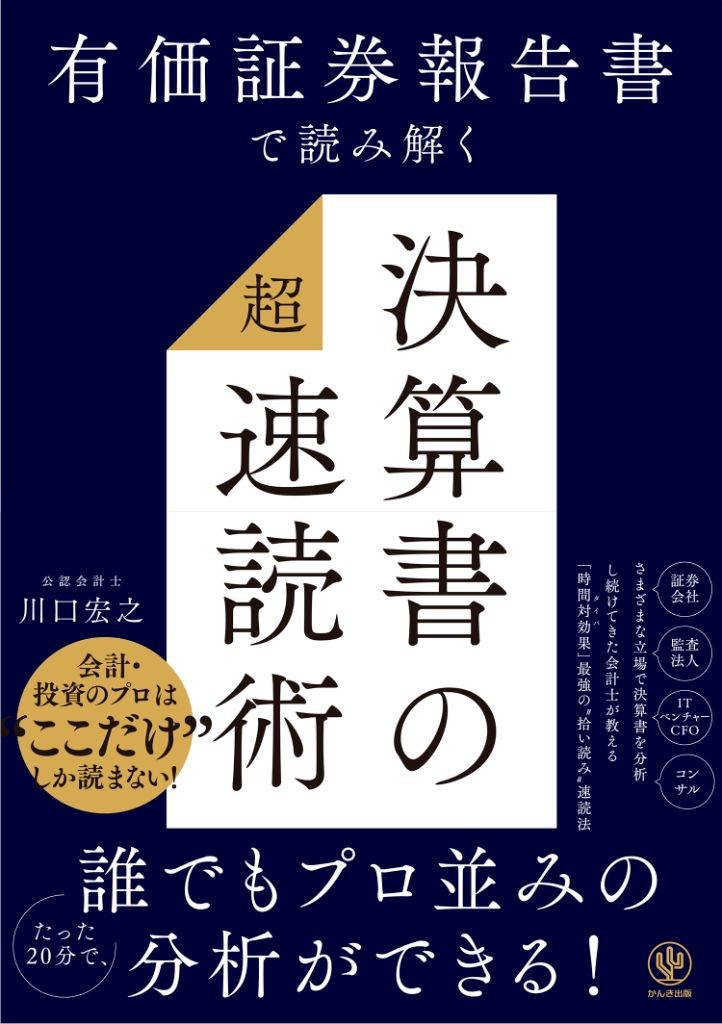 有価証券報告書
で読み解く
決算書の
超
速読術
証券
会社
監査
法人
IT
ベンチャー
CFO
コン
サル
さまざまな立場で決算書を分析
し続けてきた会計士が教える
タイパ
「時間対効果」最強の〝拾い読み〟速読法
公認会計士
川口宏之
会計・
投資のプロは
“ここだけ”
しか読まない!
たった
20分で、
誰でもプロ並みの
分析ができる!
かんき出版